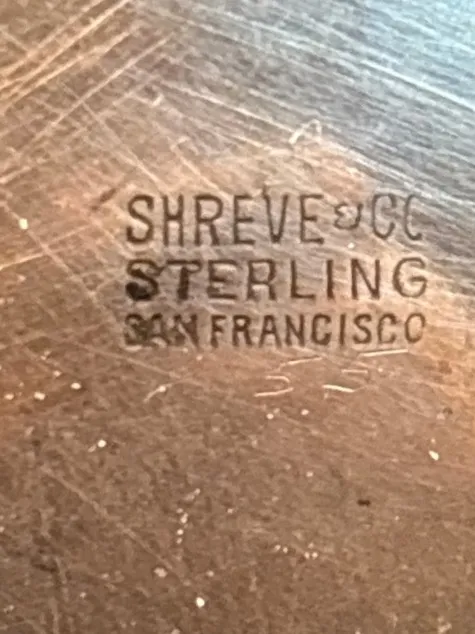 SHREVE & CO
STERLING
SAN FRANCISCO